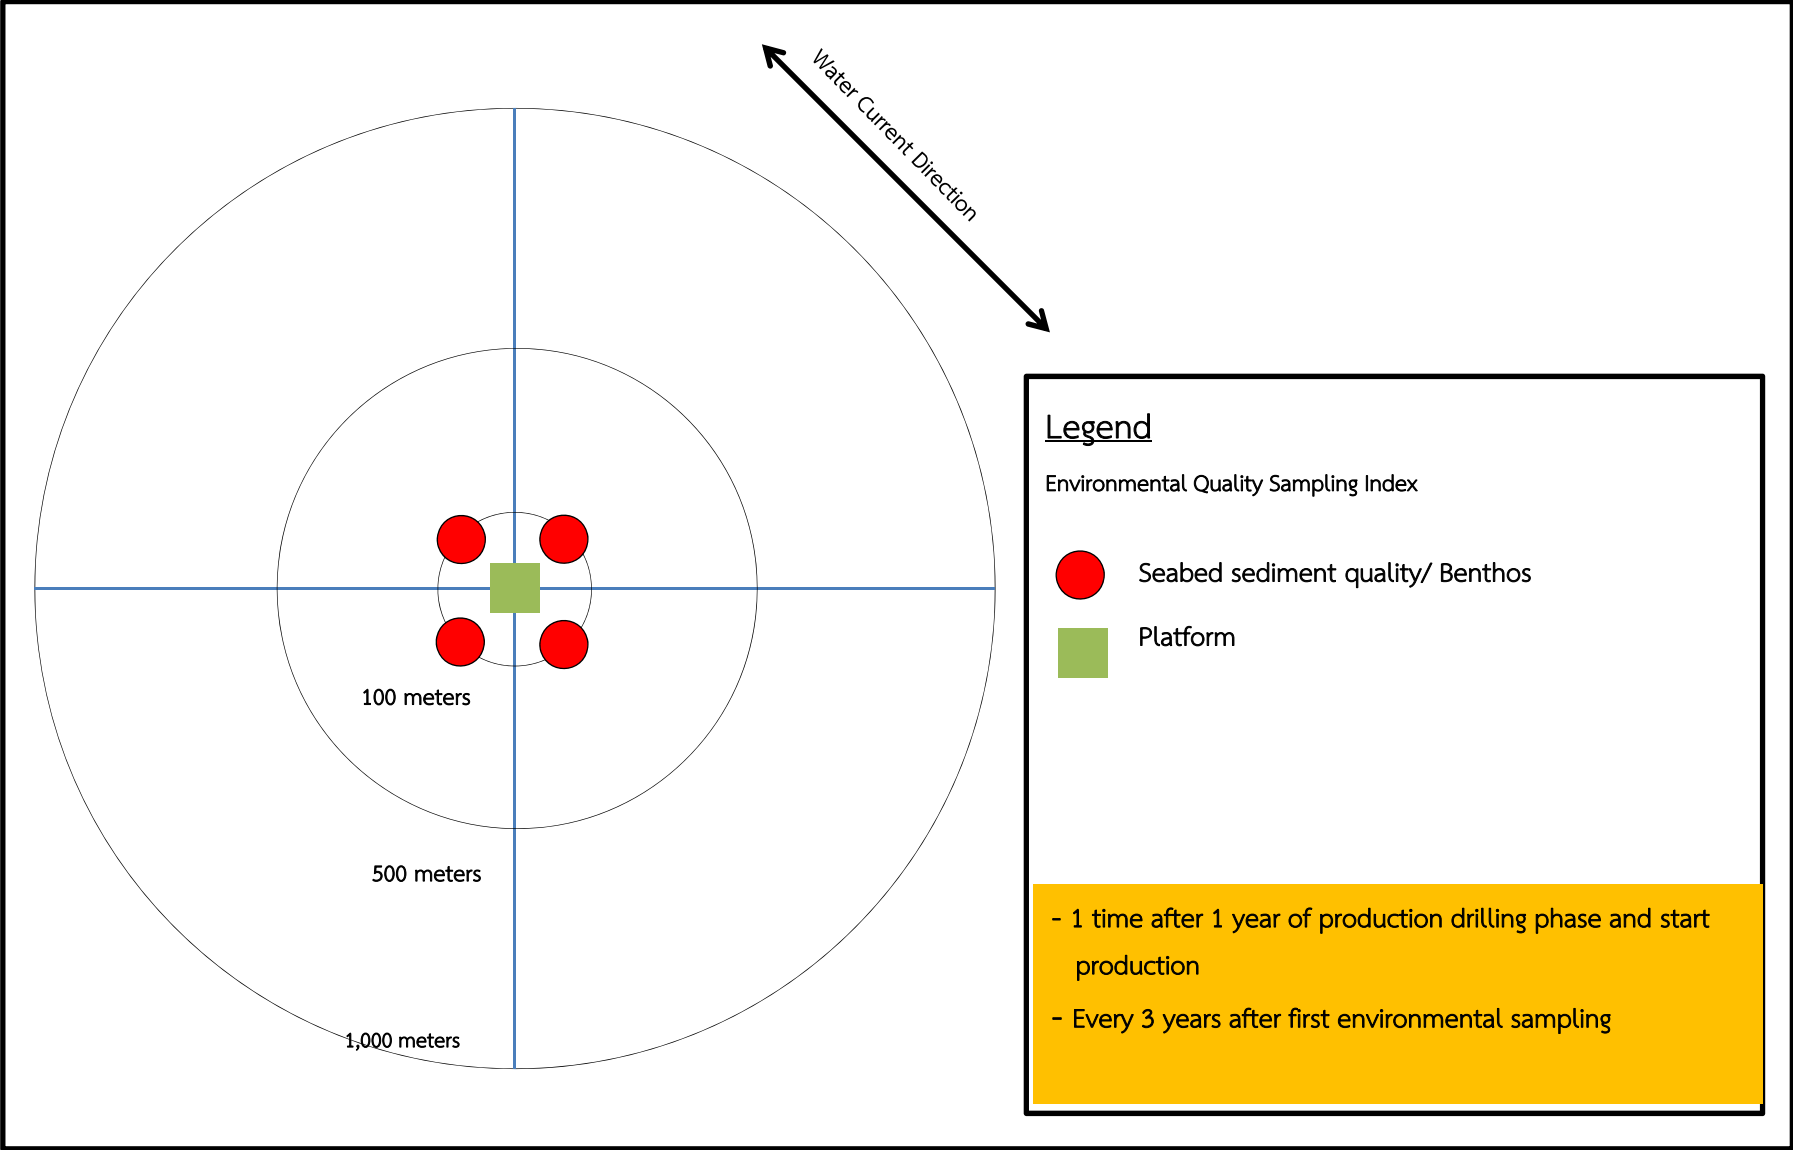 Water Current Direction
Legend
Environmental Quality Sampling Index
Seabed sediment quality/ Benthos
Platform
100 meters
500 meters
1,000 meters
- 1 time after 1 year of production drilling phase and start
production
- Every 3 years after first environmental sampling